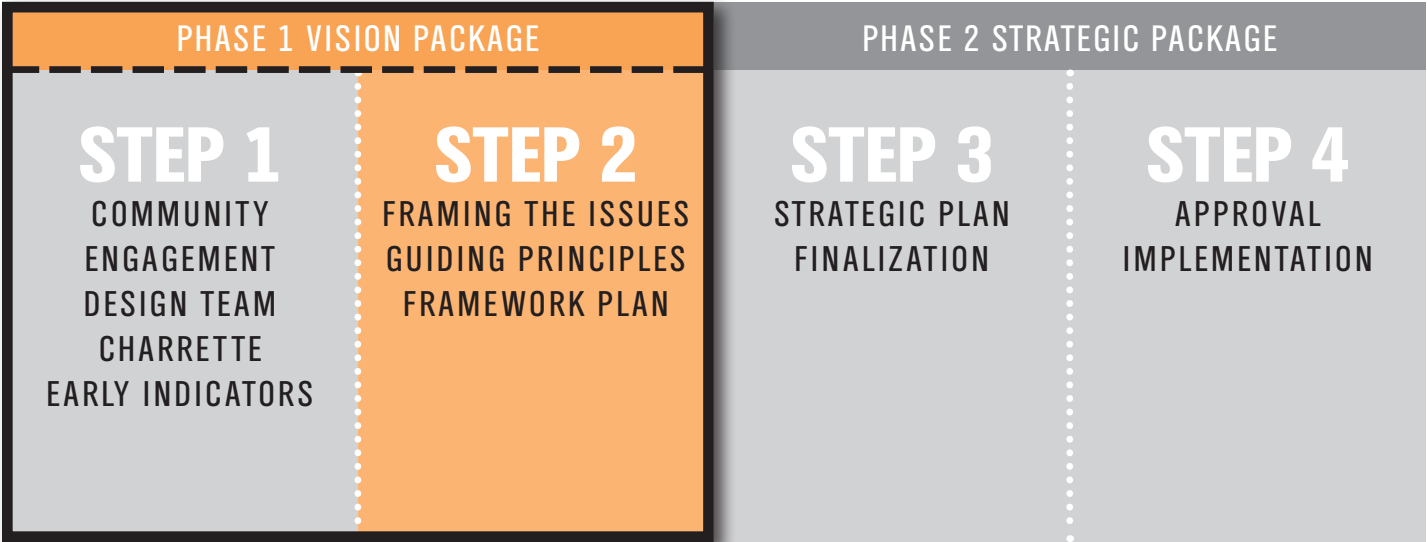 PHASE 1 VISION PACKAGE
PHASE 2 STRATEGIC PACKAGE
STEP 1
COMMUNITY
ENGAGEMENT
DESIGN TEAM
CHARRETTE
EARLY INDICATORS
STEP 2
FRAMING THE ISSUES
GUIDING PRINCIPLES
FRAMEWORK PLAN
STEP 3
STRATEGIC PLAN
FINALIZATION
STEP 4
APPROVAL
IMPLEMENTATION